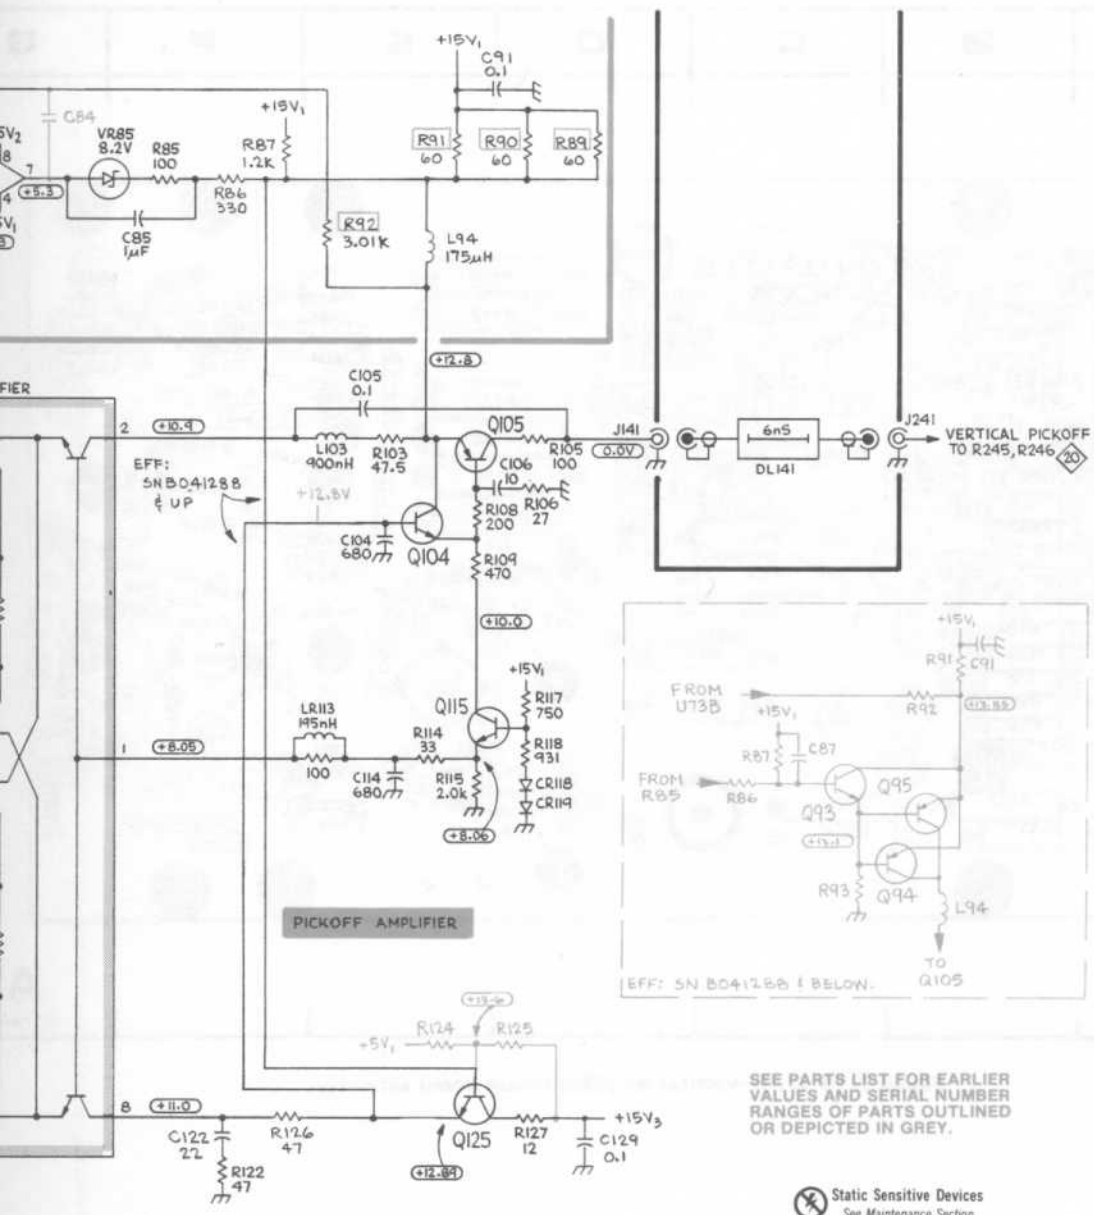 +15V₁
C91
0.1
C84
+15V₁
5V₂
8
VR85
8.2V
R85
100
R87
1.2K
R91
60
R90
60
R89
60
7
+5.3
4
R86
330
C85
1µF
R92
3.01K
L94
175µH
+12.8
FIER
C105
0.1
2
+10.9
Q105
J141
J241
L103
900nH
R103
47.5
R105
100
0.0V
6nS
DL141
VERTICAL PICKOFF
TO R245, R246
20
EFF:
SN B041288
& UP
+12.8V
C106
10
R106
27
R108
200
C104
680
Q104
R109
470
+10.0
+15V₁
R117
750
Q115
LR113
195nH
R114
33
R118
931
1
+8.05
100
C114
680
R115
2.0K
CR118
CR119
+8.06
PICKOFF AMPLIFIER
+15V₁
R91
C91
FROM
U73B
R92
+15V₁
R87
C87
FROM
R85
R86
Q95
Q93
+13.1
R93
Q94
L94
TO
Q105
EFF: SN B041288 & BELOW.
R124
R125
+5V₁
8
+11.0
Q125
+15V₃
C122
22
R126
47
R127
12
C129
0.1
R122
47
+12.89
SEE PARTS LIST FOR EARLIER
VALUES AND SERIAL NUMBER
RANGES OF PARTS OUTLINED
OR DEPICTED IN GREY.
Static Sensitive Devices
See Maintenance Section